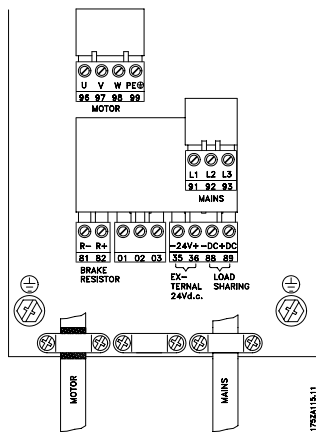 U V W PE
96 97 98 99
MOTOR
L1 L2 L3
91 92 93
MAINS
R- R+
81 82
01 02 03
-24V+ -DC+DC
35 36 88 89
BRAKE
RESISTOR
EX-
TERNAL
24Vd.c.
LOAD
SHARING
MOTOR
MAINS
175ZA115.11